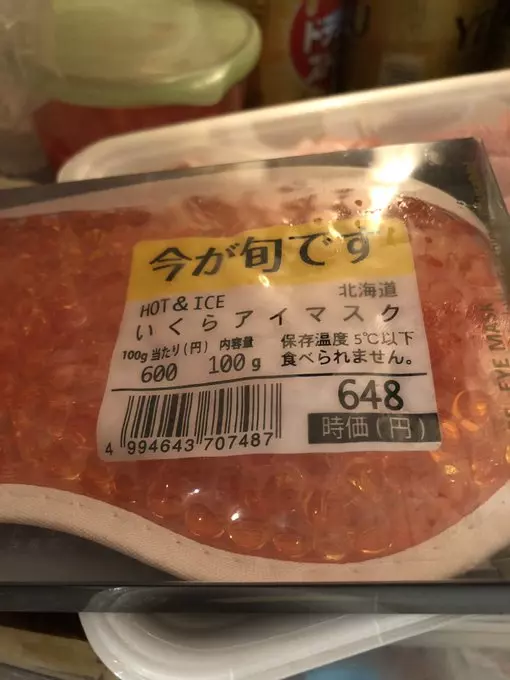 今が旬です
HOT & ICE
北海道
いくらアイマスク
100g当たり(円)
内容量
保存温度5℃以下
600
100g
食べられません。
648
時価(円)
4 994643 707487
EYE MASK